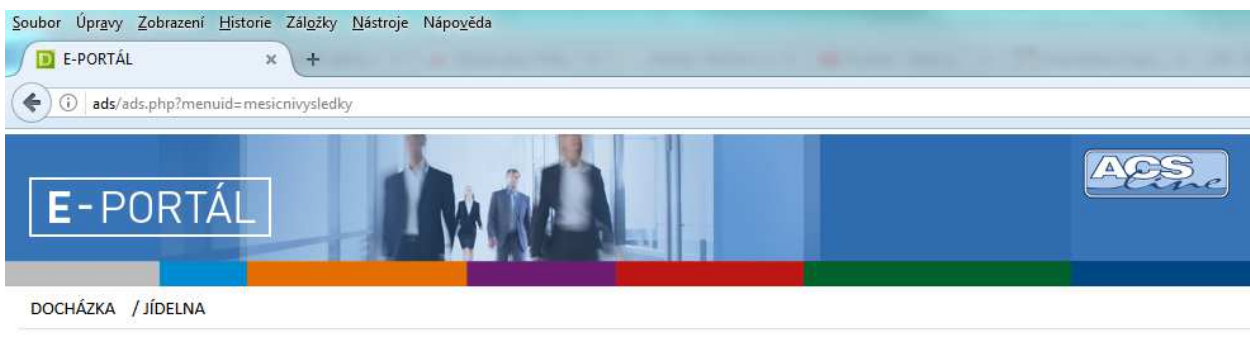 Soubor Úpravy Zobrazení Historie Záložky Nástroje Nápověda
E-PORTÁL × +
ads/ads.php?menuid=mesicnivysledky
E-PORTÁL
ACS line
DOCHÁZKA / JÍDELNA